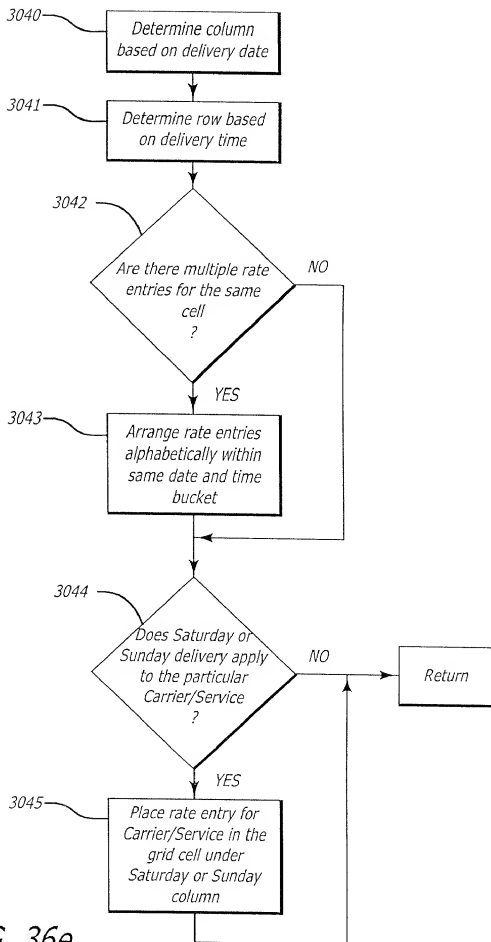 3040
Determine column
based on delivery date
3041
Determine row based
on delivery time
3042
Are there multiple rate
entries for the same
cell
?
NO
YES
3043
Arrange rate entries
alphabetically within
same date and time
bucket
3044
Does Saturday or
Sunday delivery apply
to the particular
Carrier/Service
?
NO
Return
YES
3045
Place rate entry for
Carrier/Service in the
grid cell under
Saturday or Sunday
column
36e